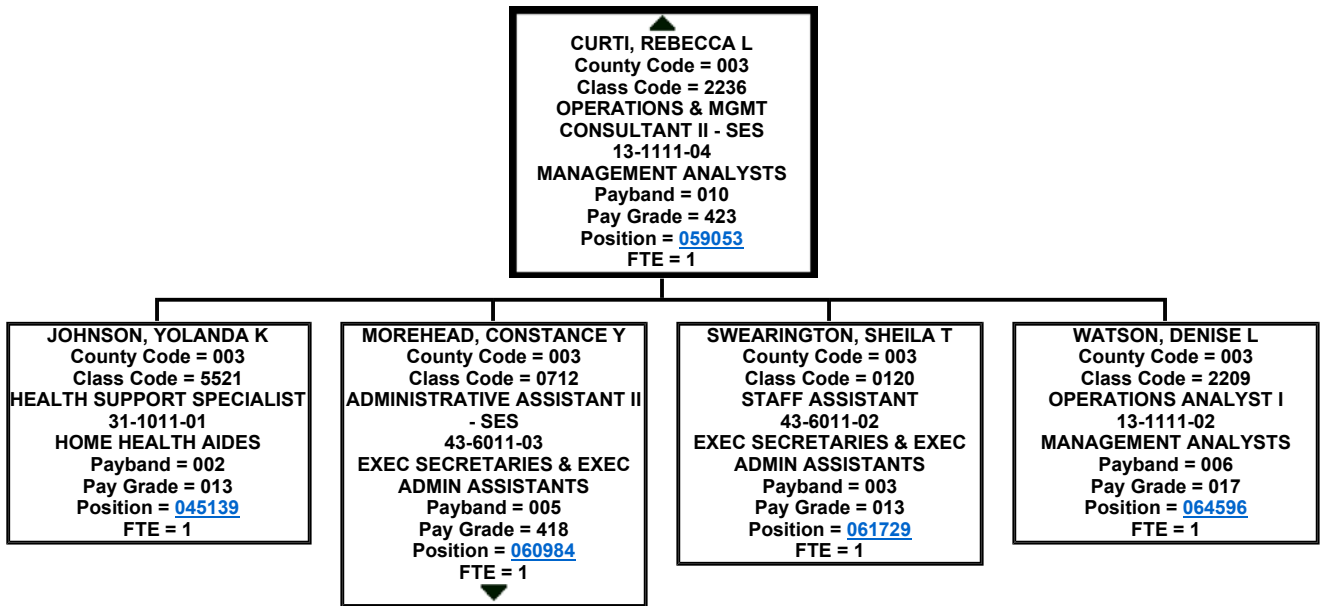 CURTI, REBECCA L
County Code = 003
Class Code = 2236
OPERATIONS & MGMT
CONSULTANT II - SES
13-1111-04
MANAGEMENT ANALYSTS
Payband = 010
Pay Grade = 423
Position = 059053
FTE = 1
JOHNSON, YOLANDA K
County Code = 003
Class Code = 5521
HEALTH SUPPORT SPECIALIST
31-1011-01
HOME HEALTH AIDES
Payband = 002
Pay Grade = 013
Position = 045139
FTE = 1
MOREHEAD, CONSTANCE Y
County Code = 003
Class Code = 0712
ADMINISTRATIVE ASSISTANT II
- SES
43-6011-03
EXEC SECRETARIES & EXEC
ADMIN ASSISTANTS
Payband = 005
Pay Grade = 418
Position = 060984
FTE = 1
SWEARINGTON, SHEILA T
County Code = 003
Class Code = 0120
STAFF ASSISTANT
43-6011-02
EXEC SECRETARIES & EXEC
ADMIN ASSISTANTS
Payband = 003
Pay Grade = 013
Position = 061729
FTE = 1
WATSON, DENISE L
County Code = 003
Class Code = 2209
OPERATIONS ANALYST I
13-1111-02
MANAGEMENT ANALYSTS
Payband = 006
Pay Grade = 017
Position = 064596
FTE = 1